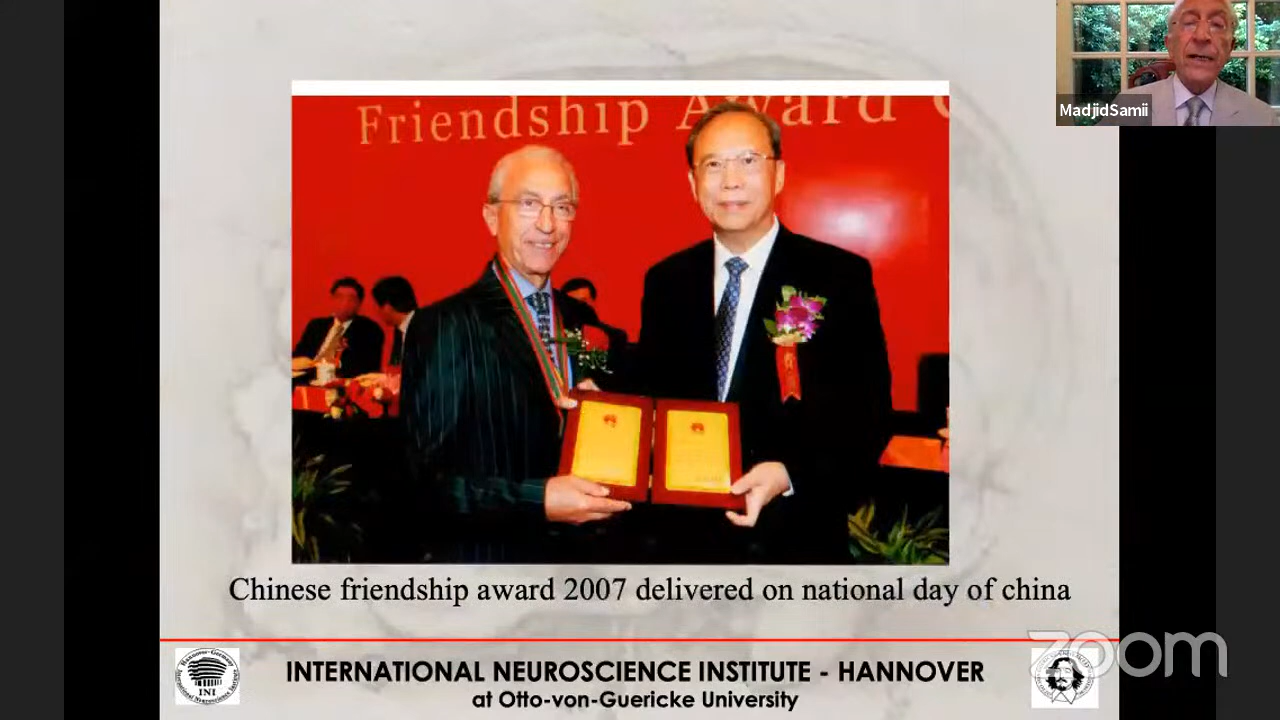 MadjidSamii
Friendship Award
Chinese friendship award 2007 delivered on national day of china
INTERNATIONAL NEUROSCIENCE INSTITUTE - HANNOVER
at Otto-von-Guericke University
INI
zoom